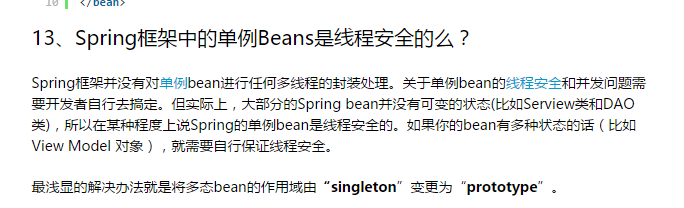 10 </bean>
13、Spring框架中的单例Beans是线程安全的么？
Spring框架并没有对单例bean进行任何多线程的封装处理。关于单例bean的线程安全和并发问题需
要开发者自行去搞定。但实际上，大部分的Spring bean并没有可变的状态(比如Serview类和DAO
类)，所以在某种程度上说Spring的单例bean是线程安全的。如果你的bean有多种状态的话（比如
View Model 对象），就需要自行保证线程安全。
最浅显的解决办法就是将多态bean的作用域由“singleton”变更为“prototype”。